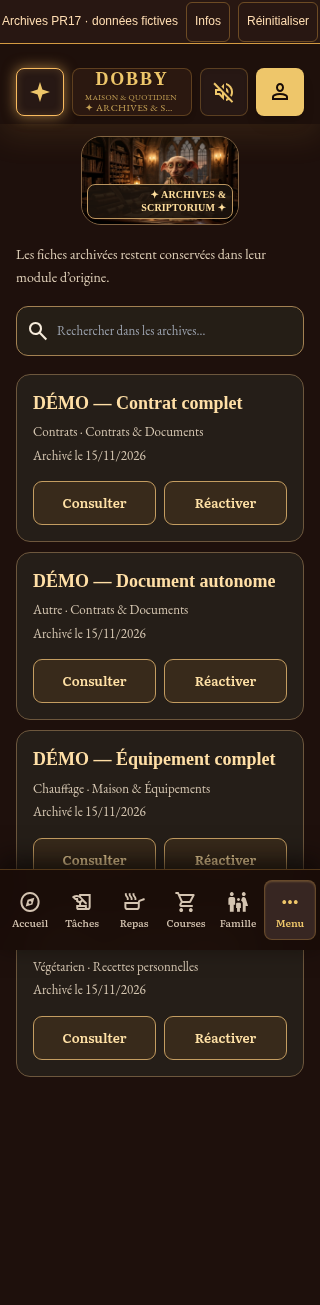 Archives PR17 · données fictives
Infos
Réinitialiser
DOBBY
MAISON & QUOTIDIEN
✦ ARCHIVES & S…
✦ ARCHIVES &
SCRIPTORIUM ✦
Les fiches archivées restent conservées dans leur
module d’origine.
Rechercher dans les archives…
DÉMO — Contrat complet
Contrats · Contrats & Documents
Archivé le 15/11/2026
Consulter
Réactiver
DÉMO — Document autonome
Autre · Contrats & Documents
Archivé le 15/11/2026
Consulter
Réactiver
DÉMO — Équipement complet
Chauffage · Maison & Équipements
Archivé le 15/11/2026
Consulter
Réactiver
Accueil
Tâches
Repas
Courses
Famille
Menu
Végétarien · Recettes personnelles
Archivé le 15/11/2026
Consulter
Réactiver